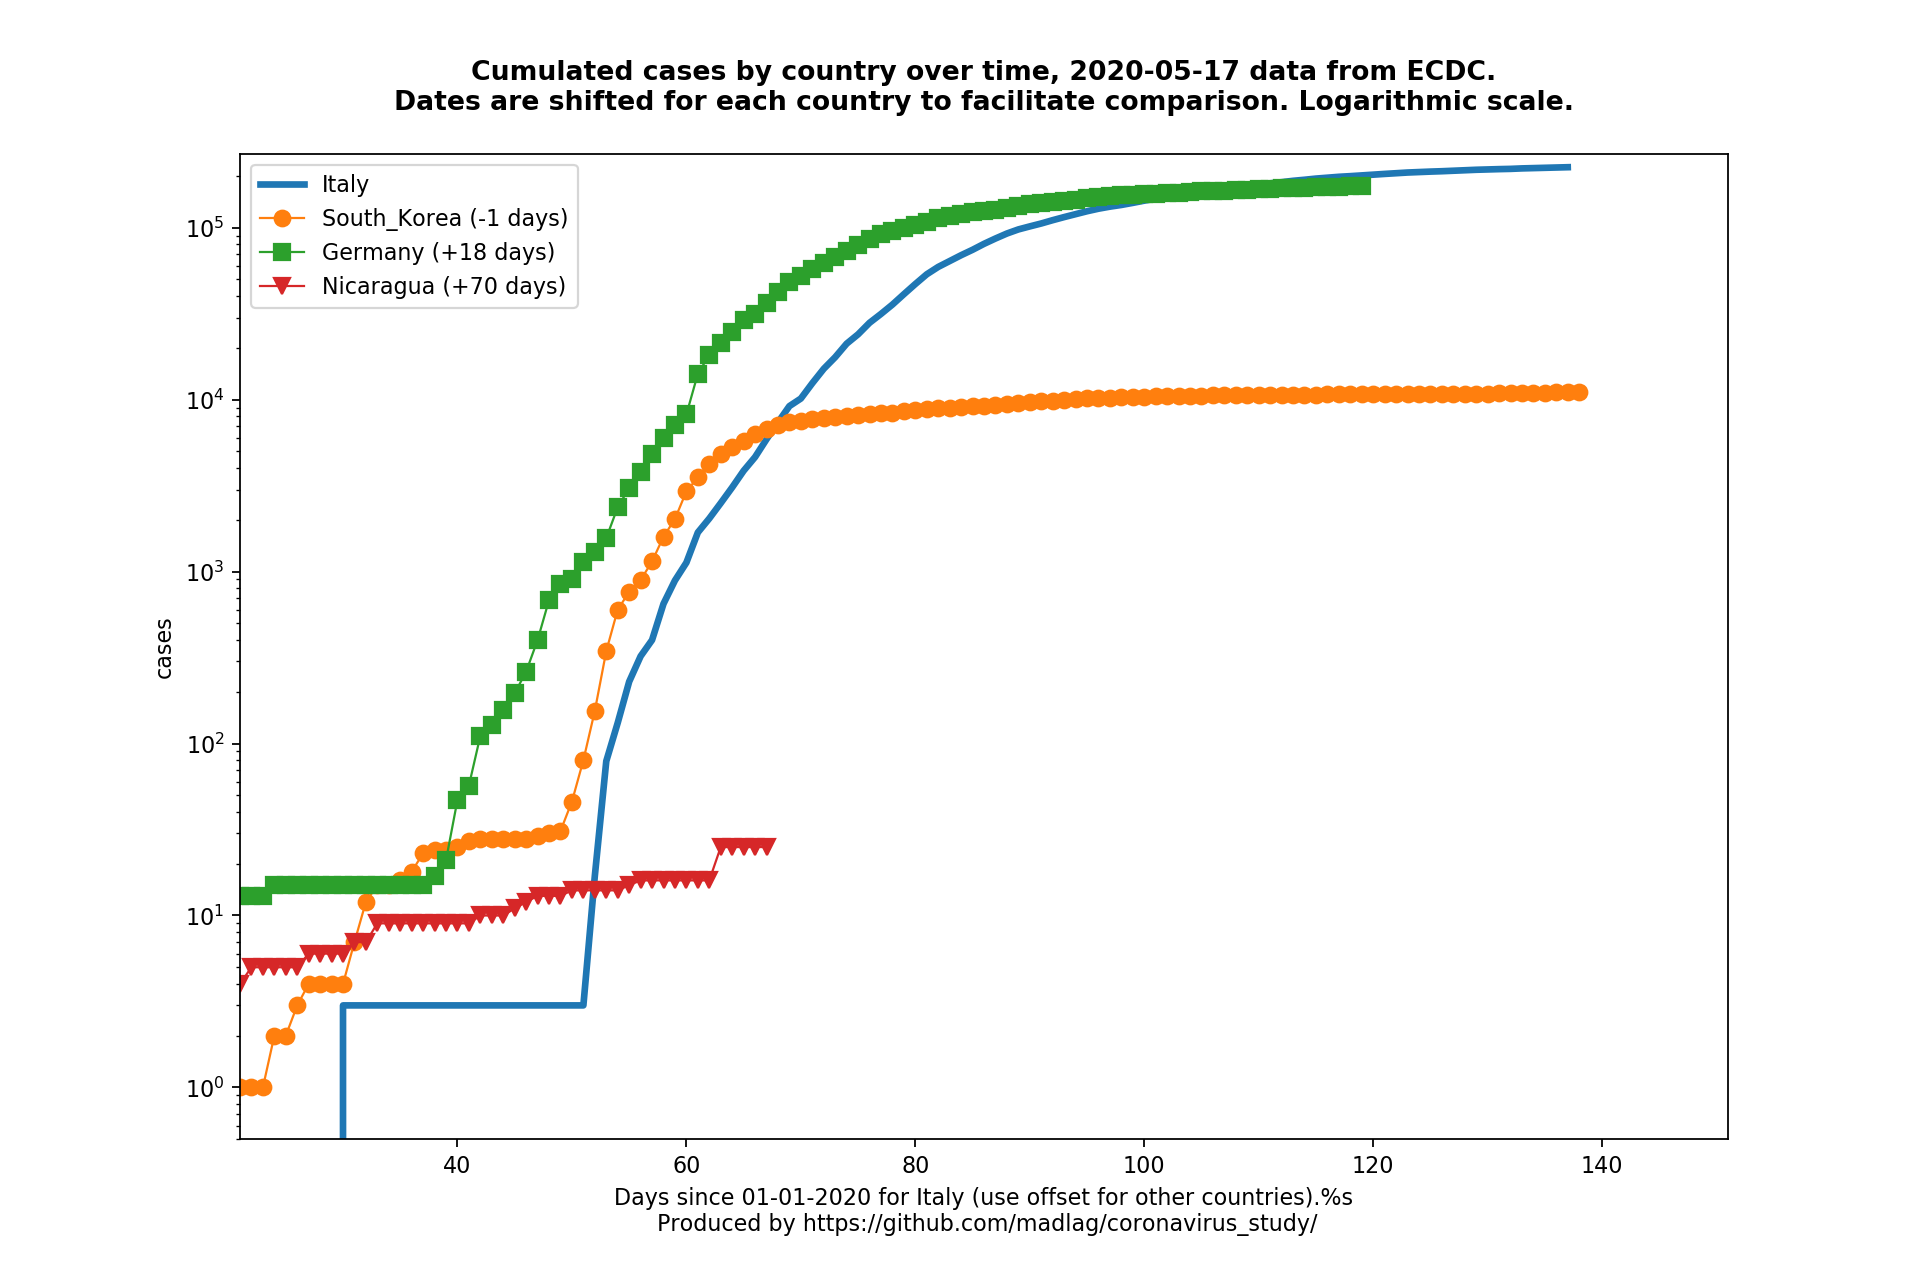 Cumulated cases by country over time, 2020-05-17 data from ECDC.
Dates are shifted for each country to facilitate comparison. Logarithmic scale.
Italy
South_Korea (-1 days)
Germany (+18 days)
Nicaragua (+70 days)
10^5
10^4
10^3
10^2
10^1
10^0
cases
40 60 80 100 120 140
Days since 01-01-2020 for Italy (use offset for other countries).%s
Produced by https://github.com/madlag/coronavirus_study/